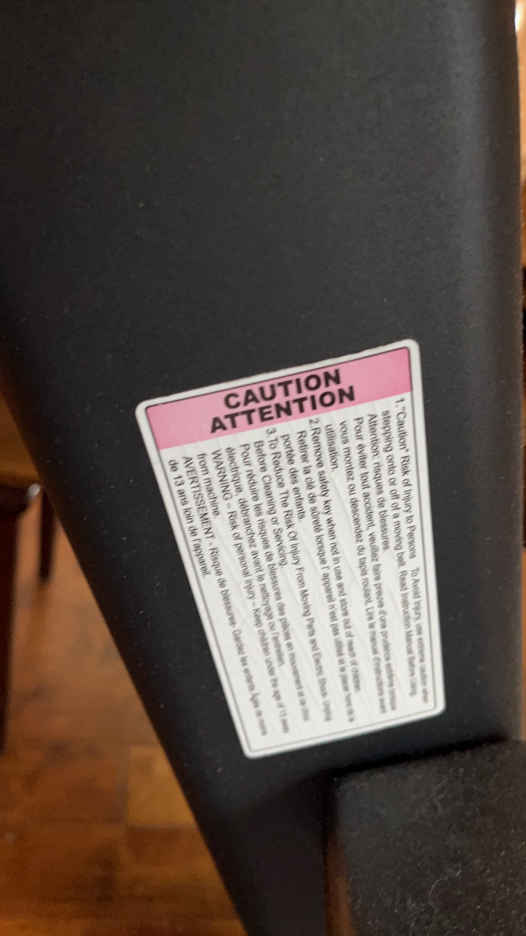 CAUTION
ATTENTION
1."Caution" Risk of Injury to Persons To Avoid Injury, use extreme caution when
stepping onto or off of a moving belt. Read Instruction Manual Before Using.
Attention: risques de blessures
Pour éviter tout accident, veuillez faire preuve d'une prudence extrême lorsque
vous montez ou descendez du tapis roulant. Lire le manuel d'instructions avant
utilisation.
2.Remove safety key when not in use and store out of reach of children.
Retirer la clé de sûreté lorsque l' appareil n'est pas utilisé et la placer hors de la
portée des enfants.
3.To Reduce The Risk Of Injury From Moving Parts and Electric Shock- Unplug
Before Cleaning or Servicing.
Pour réduire les risques de blessures des pièces en mouvement et de choc
électrique, débranchez avant le nettoyage ou l'entretien.
WARNING – Risk of personal injury – Keep children under the age of 13 away
from machine.
AVERTISSEMENT - Risque de blessures- Gardez les enfants âgés de moins
de 13 ans loin de l'appareil.